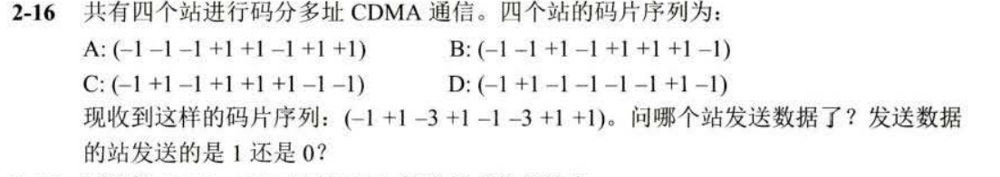 2-16 共有四个站进行码分多址 CDMA 通信。四个站的码片序列为：
A: (–1 –1 –1 +1 +1 –1 +1 +1) B: (–1 –1 +1 –1 +1 +1 +1 –1)
C: (–1 +1 –1 +1 +1 +1 –1 –1) D: (–1 +1 –1 –1 –1 –1 +1 –1)
现收到这样的码片序列：(–1 +1 –3 +1 –1 –3 +1 +1)。问哪个站发送数据了？发送数据
的站发送的是 1 还是 0？